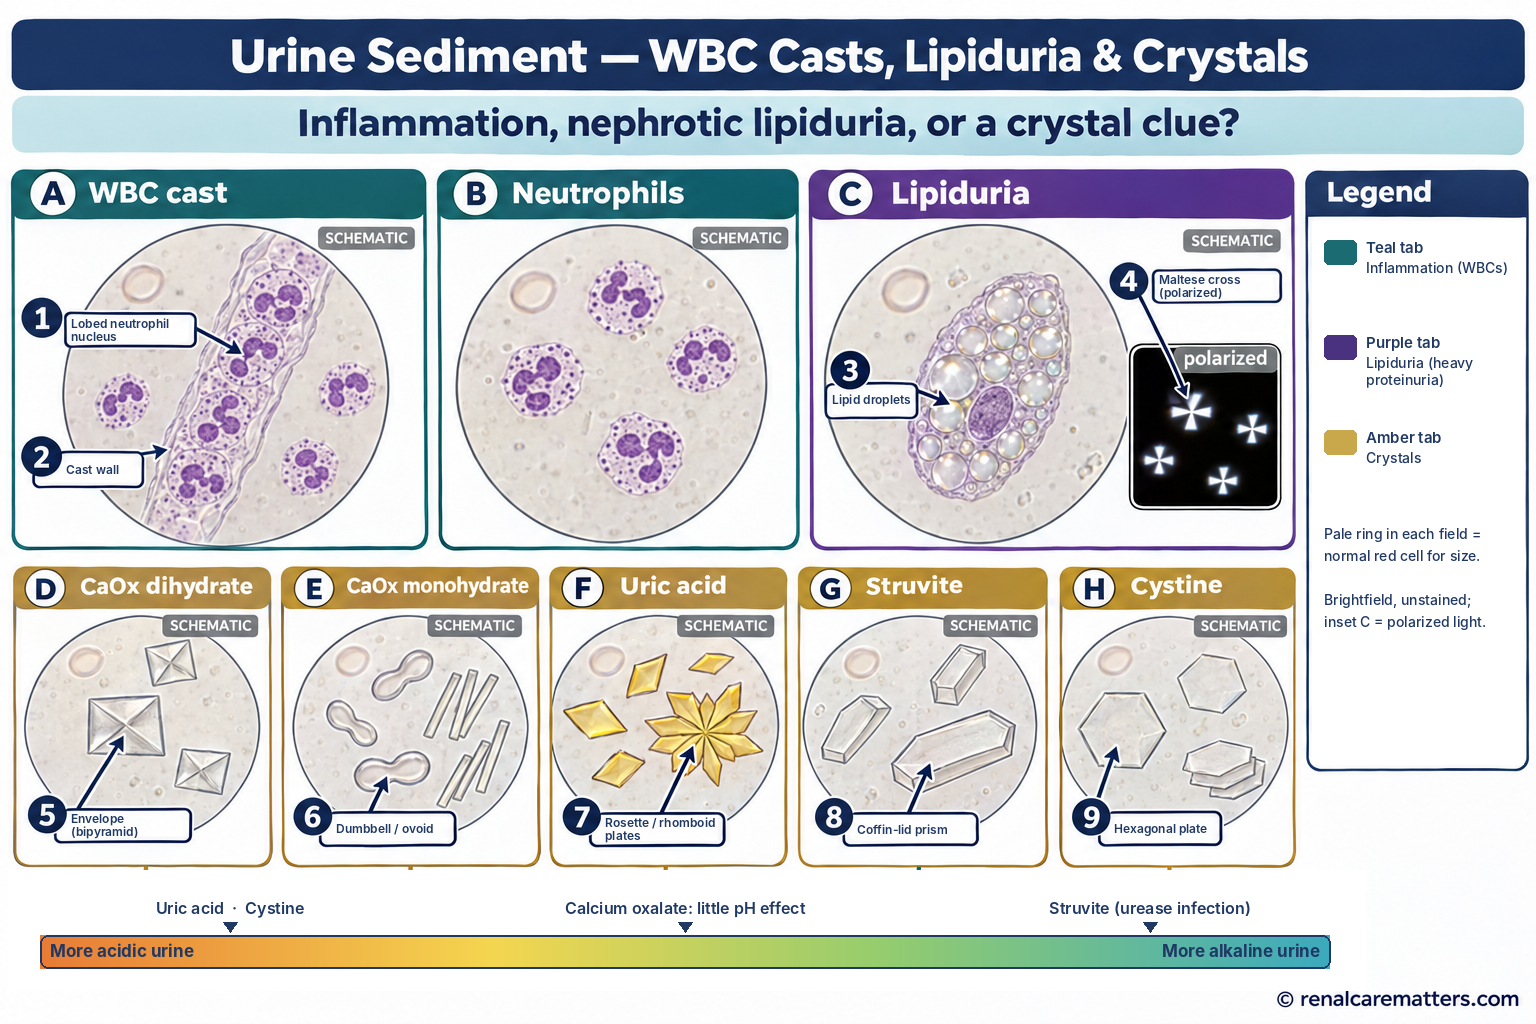 Urine Sediment — WBC Casts, Lipiduria & Crystals
Inflammation, nephrotic lipiduria, or a crystal clue?
A WBC cast
SCHEMATIC
1
Lobed neutrophil
nucleus
2
Cast wall
B Neutrophils
SCHEMATIC
C Lipiduria
SCHEMATIC
4
Maltese cross
(polarized)
3
Lipid droplets
polarized
Legend
Teal tab
Inflammation (WBCs)
Purple tab
Lipiduria (heavy
proteinuria)
Amber tab
Crystals
Pale ring in each field =
normal red cell for size.
Brightfield, unstained;
inset C = polarized light.
D CaOx dihydrate
SCHEMATIC
5
Envelope
(bipyramid)
E CaOx monohydrate
SCHEMATIC
6
Dumbbell / ovoid
F Uric acid
SCHEMATIC
7
Rosette / rhomboid
plates
G Struvite
SCHEMATIC
8
Coffin-lid prism
H Cystine
SCHEMATIC
9
Hexagonal plate
Uric acid · Cystine
Calcium oxalate: little pH effect
Struvite (urease infection)
More acidic urine
More alkaline urine
© renalcarematters.com